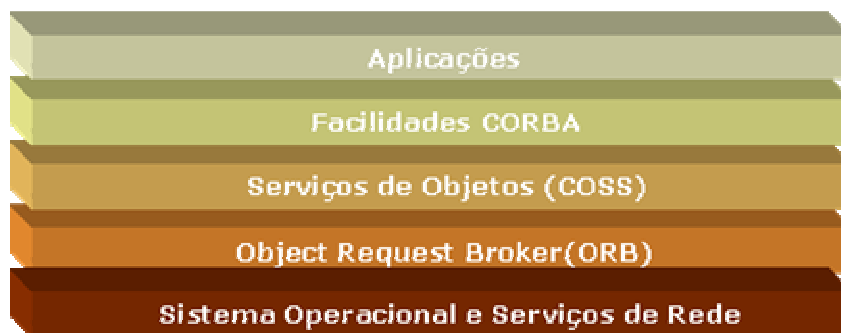 Aplicações
Facilidades CORBA
Serviços de Objetos (COSS)
Object Request Broker(ORB)
Sistema Operacional e Serviços de Rede